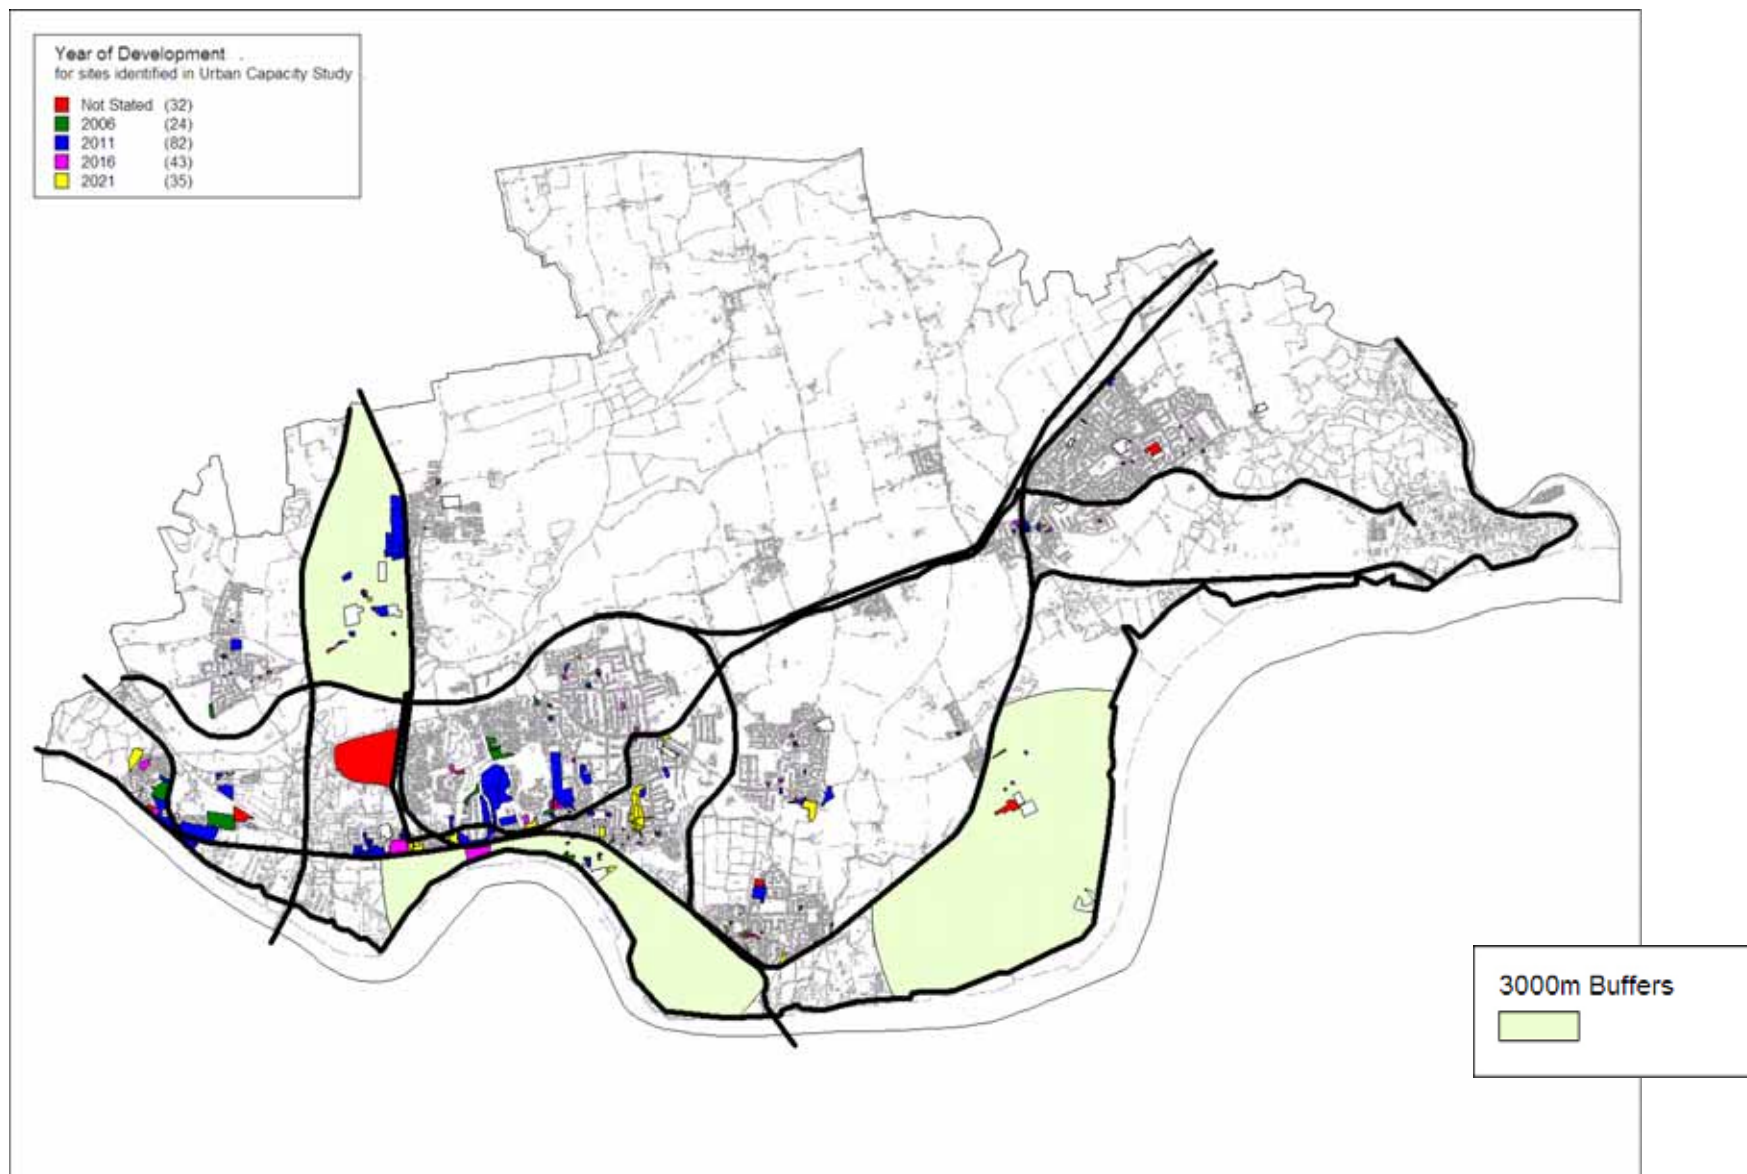 Year of Development
for sites identified in Urban Capacity Study
Not Stated (32)
2006 (24)
2011 (82)
2016 (43)
2021 (35)
3000m Buffers